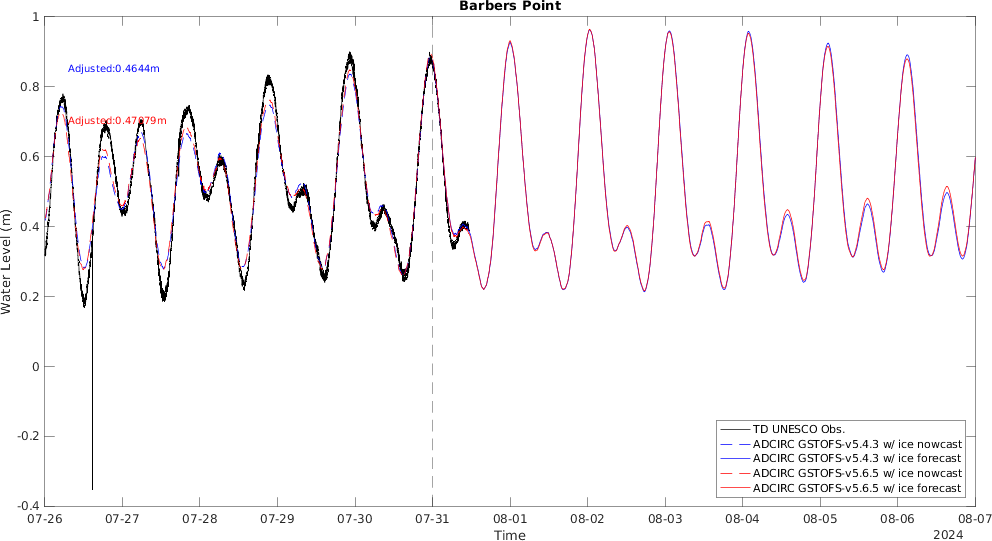 Barbers Point
1
0.8
0.6
0.4
0.2
0
-0.2
-0.4
Water Level (m)
Adjusted:0.4644m
TD UNESCO Obs.
ADCIRC GSTOFS-v5.4.3 w/ ice nowcast
ADCIRC GSTOFS-v5.4.3 w/ ice forecast
ADCIRC GSTOFS-v5.6.5 w/ ice nowcast
ADCIRC GSTOFS-v5.6.5 w/ ice forecast
07-26 07-27 07-28 07-29 07-30 07-31 08-01 08-02 08-03 08-04 08-05 08-06 08-07
Time
2024